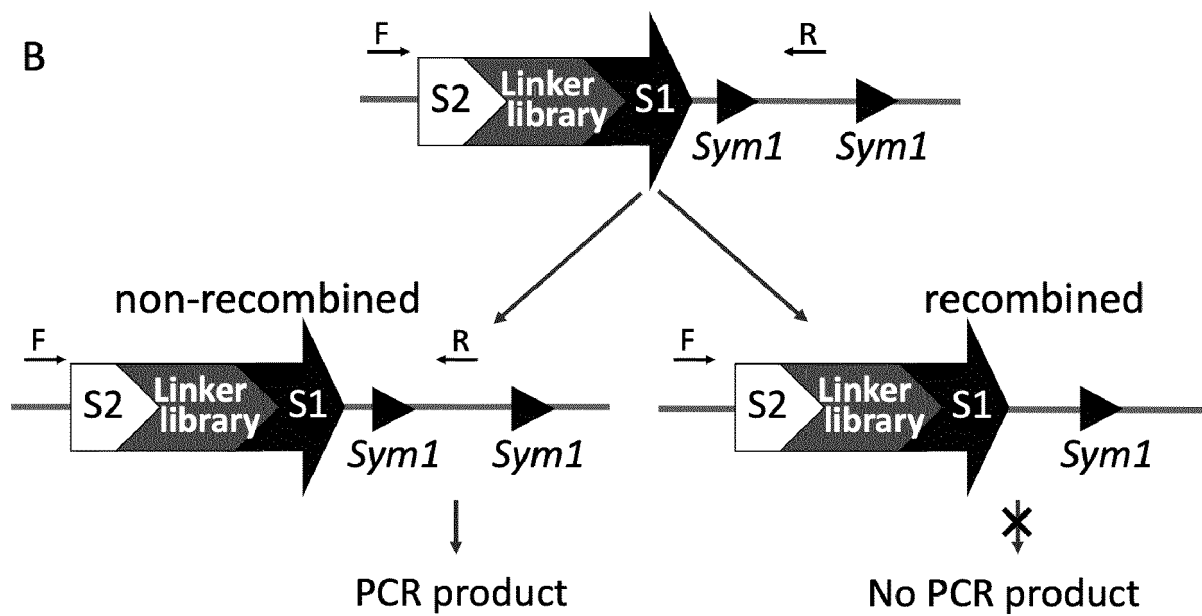 B
F
R
S2
Linker
library
S1
Sym1
Sym1
non-recombined
recombined
F
R
F
S2
Linker
library
S1
S2
Linker
library
S1
Sym1
Sym1
Sym1
PCR product
No PCR product